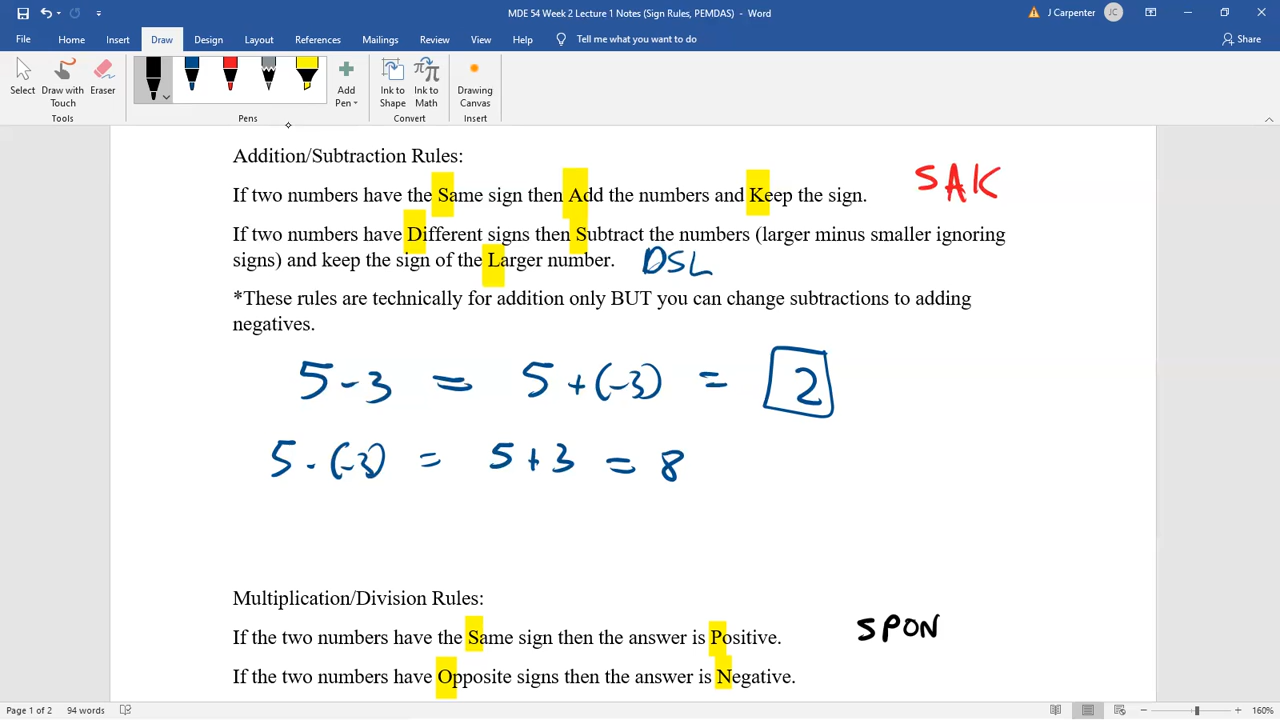 MDE 54 Week 2 Lecture 1 Notes (Sign Rules, PEMDAS) - Word
J Carpenter JC
File Home Insert Draw Design Layout References Mailings Review View Help Tell me what you want to do Share
Select Draw with Touch Eraser Add Pen Ink to Shape Ink to Math Drawing Canvas
Tools Pens Convert Insert
Addition/Subtraction Rules:
If two numbers have the Same sign then Add the numbers and Keep the sign. SAK
If two numbers have Different signs then Subtract the numbers (larger minus smaller ignoring
signs) and keep the sign of the Larger number. DSL
*These rules are technically for addition only BUT you can change subtractions to adding
negatives.
5 - 3 = 5 + (-3) = 2
5 - (-3) = 5 + 3 = 8
Multiplication/Division Rules:
If the two numbers have the Same sign then the answer is Positive. SPON
If the two numbers have Opposite signs then the answer is Negative.
Page 1 of 2 94 words 160%